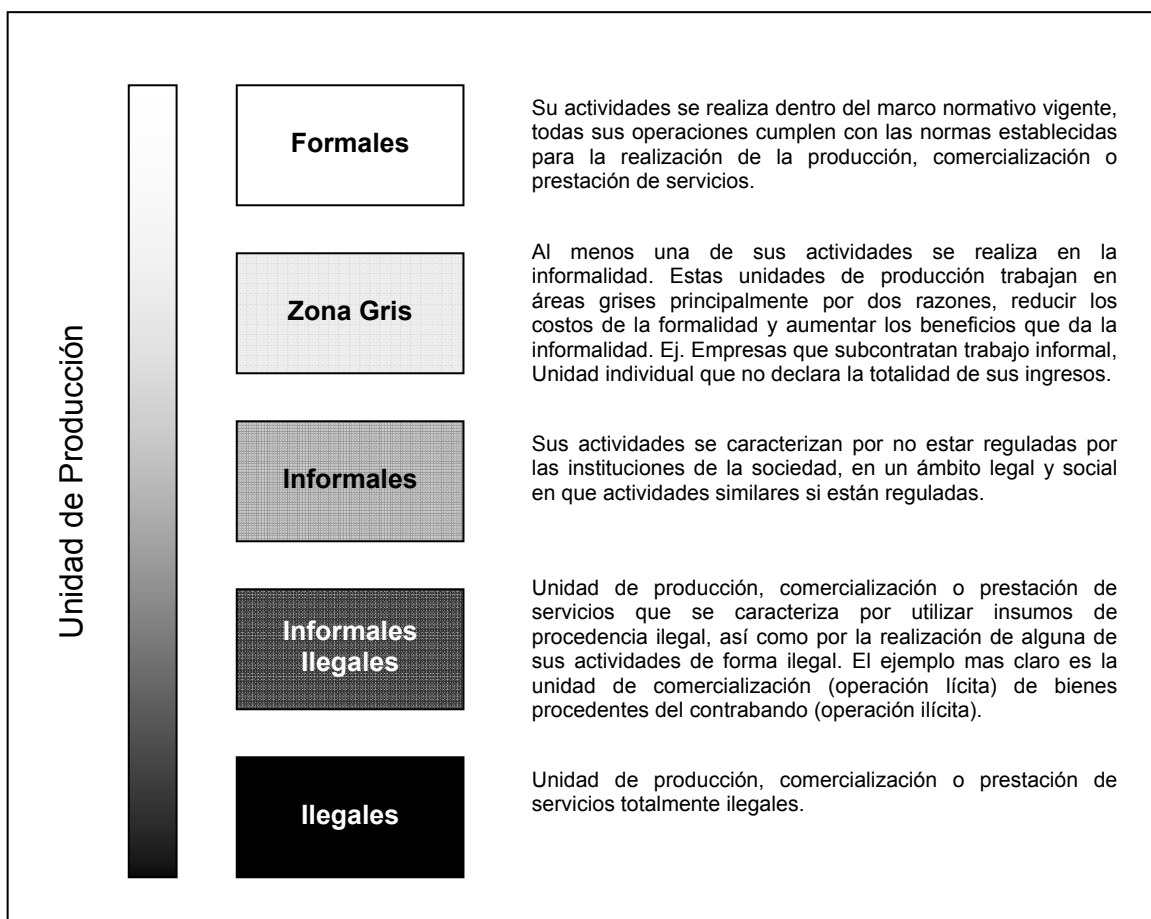 Unidad de Producción
Formales
Su actividades se realiza dentro del marco normativo vigente,
todas sus operaciones cumplen con las normas establecidas
para la realización de la producción, comercialización o
prestación de servicios.
Zona Gris
Al menos una de sus actividades se realiza en la
informalidad. Estas unidades de producción trabajan en
áreas grises principalmente por dos razones, reducir los
costos de la formalidad y aumentar los beneficios que da la
informalidad. Ej. Empresas que subcontratan trabajo informal,
Unidad individual que no declara la totalidad de sus ingresos.
Informales
Sus actividades se caracterizan por no estar reguladas por
las instituciones de la sociedad, en un ámbito legal y social
en que actividades similares si están reguladas.
Informales
Ilegales
Unidad de producción, comercialización o prestación de
servicios que se caracteriza por utilizar insumos de
procedencia ilegal, así como por la realización de alguna de
sus actividades de forma ilegal. El ejemplo mas claro es la
unidad de comercialización (operación lícita) de bienes
procedentes del contrabando (operación ilícita).
Ilegales
Unidad de producción, comercialización o prestación de
servicios totalmente ilegales.